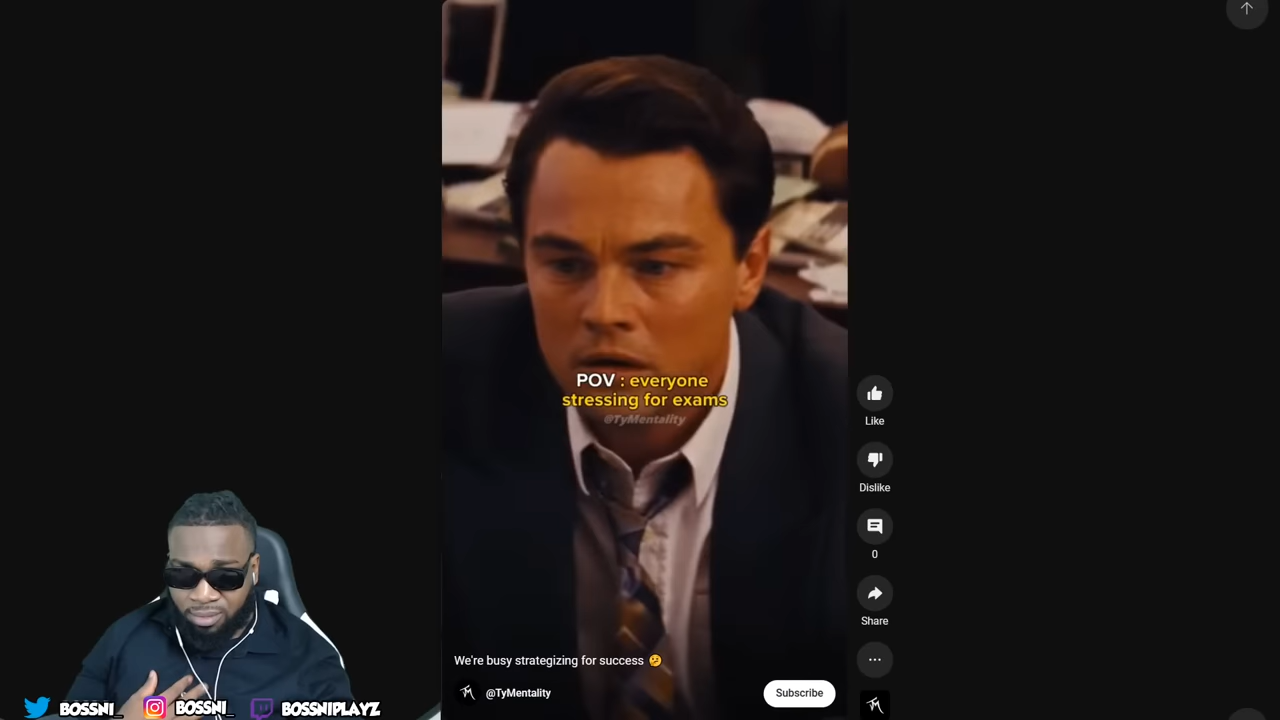 POV : everyone
stressing for exams
@TyMentality
Like
Dislike
0
Share
We're busy strategizing for success 🤔
@TyMentality
Subscribe
BOSSNI_
BOSSNI_
BOSSNIPLAYZ